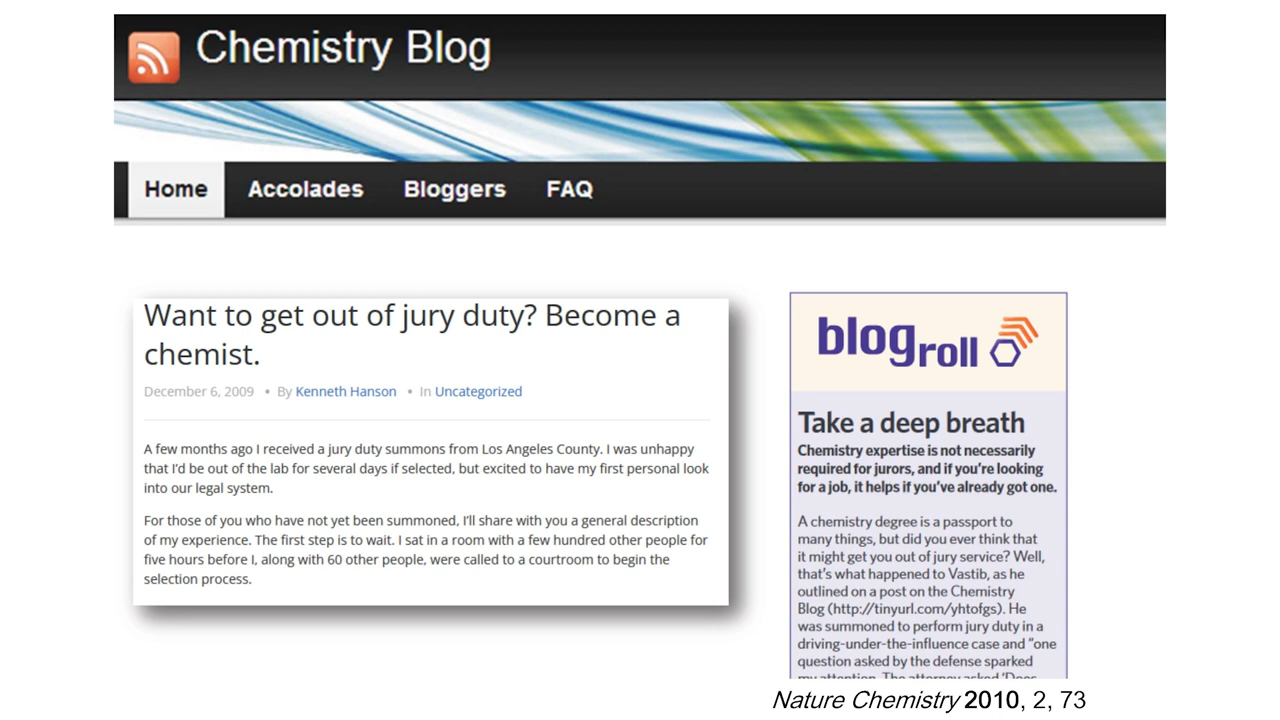 Chemistry Blog
Home Accolades Bloggers FAQ
Want to get out of jury duty? Become a
chemist.
December 6, 2009 • By Kenneth Hanson • In Uncategorized
A few months ago I received a jury duty summons from Los Angeles County. I was unhappy
that I'd be out of the lab for several days if selected, but excited to have my first personal look
into our legal system.
For those of you who have not yet been summoned, I'll share with you a general description
of my experience. The first step is to wait. I sat in a room with a few hundred other people for
five hours before I, along with 60 other people, were called to a courtroom to begin the
selection process.
blogroll
Take a deep breath
Chemistry expertise is not necessarily
required for jurors, and if you're looking
for a job, it helps if you've already got one.
A chemistry degree is a passport to
many things, but did you ever think that
it might get you out of jury service? Well,
that's what happened to Vastib, as he
outlined on a post on the Chemistry
Blog (http://tinyurl.com/yhtofgs). He
was summoned to perform jury duty in a
driving-under-the-influence case and "one
question asked by the defense sparked
my attention. The attorney asked 'Does
Nature Chemistry 2010, 2, 73